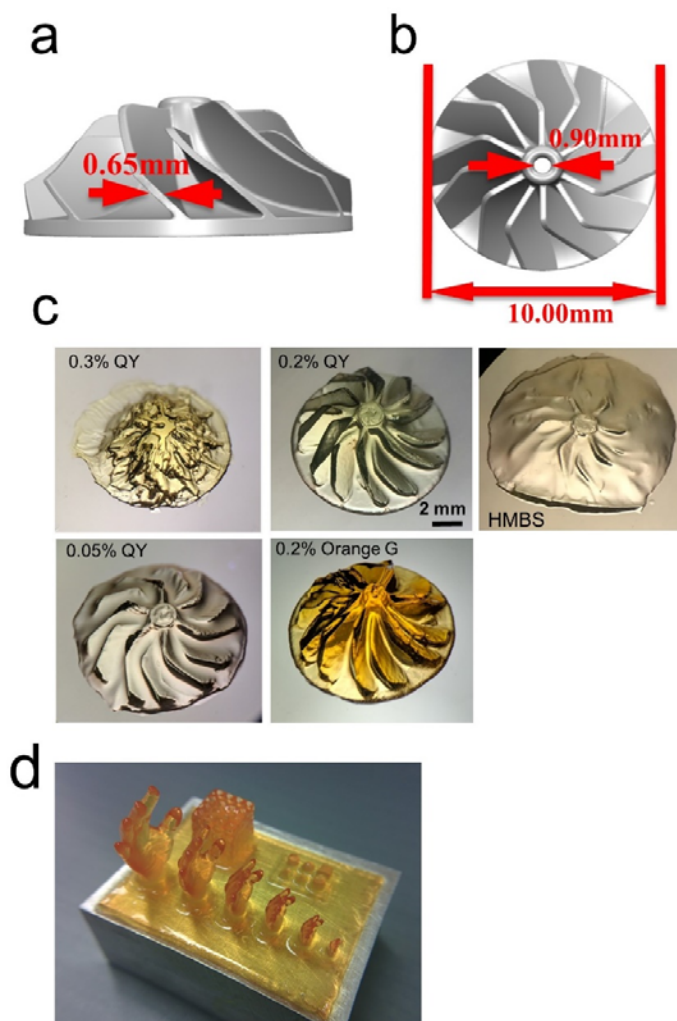 a
b
0.65mm
0.90mm
10.00mm
c
0.3% QY
0.2% QY
2 mm
HMBS
0.05% QY
0.2% Orange G
d